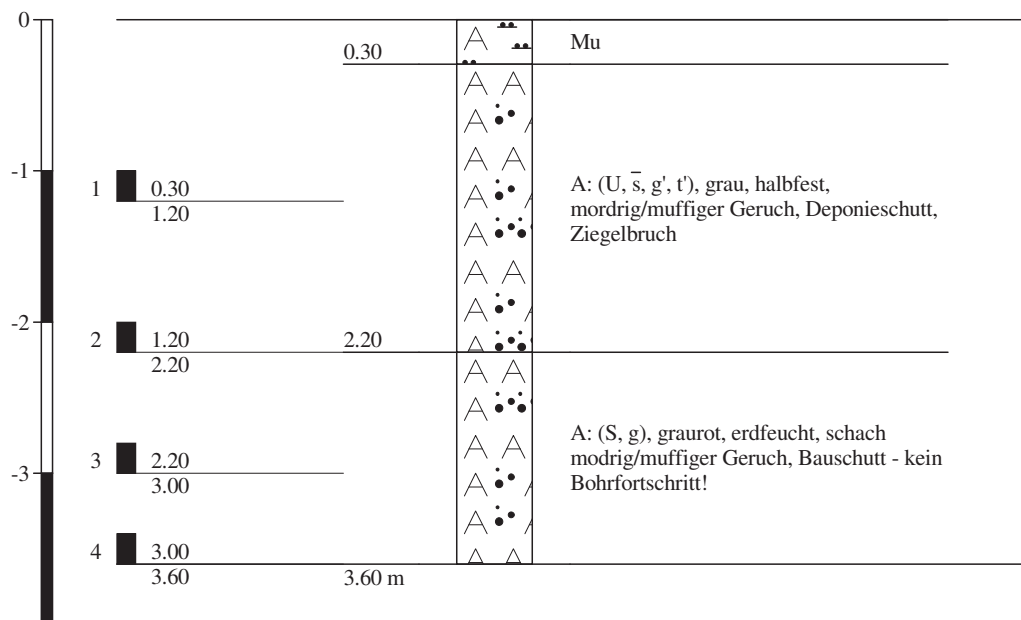 0
Mu
0.30
-1
1 0.30
1.20
A: (U, s̅, g', t'), grau, halbfest,
mordrig/muffiger Geruch, Deponieschutt,
Ziegelbruch
-2
2 1.20 2.20
2.20
A: (S, g), graurot, erdfeucht, schach
modrig/muffiger Geruch, Bauschutt - kein
Bohrfortschritt!
-3
3 2.20
3.00
4 3.00
3.60 3.60 m